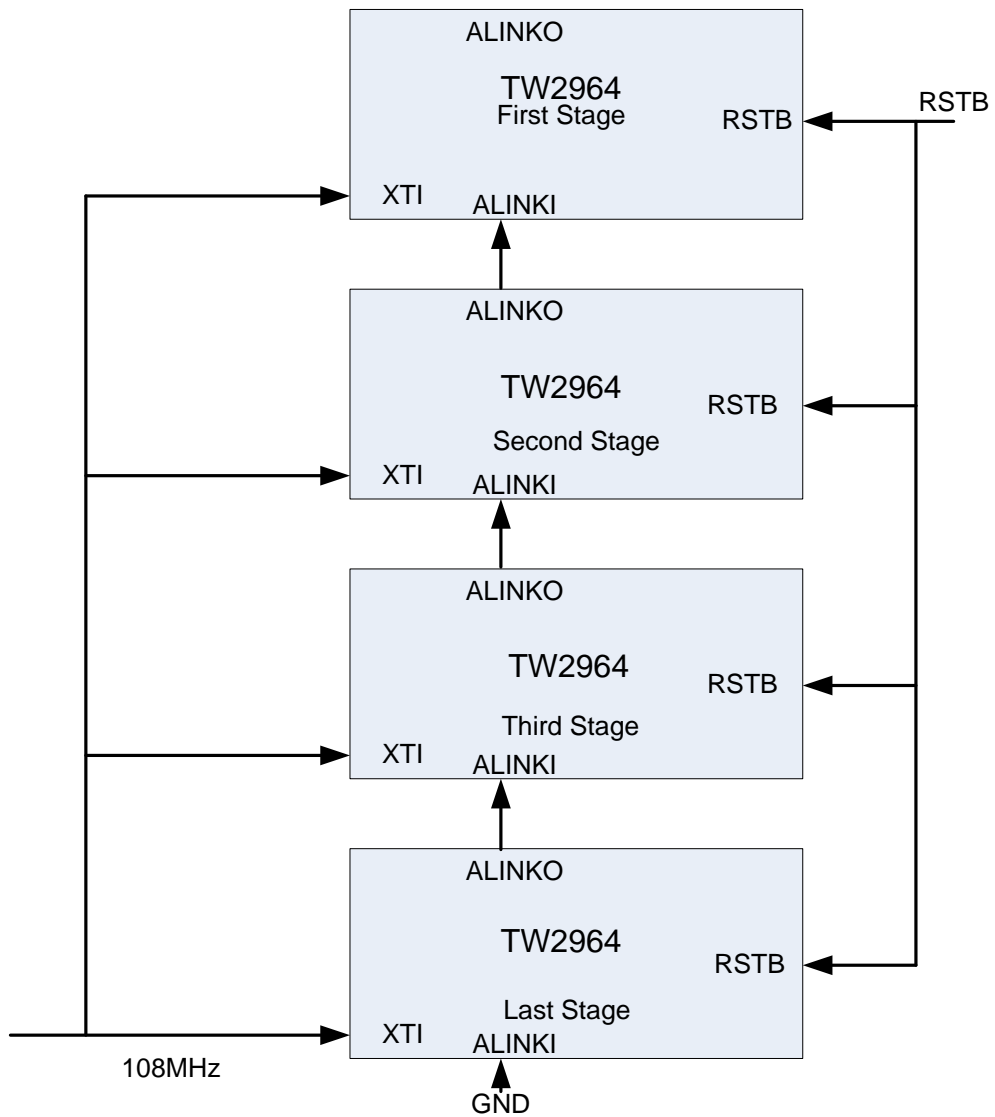 ALINKO
TW2964
First Stage
RSTB
RSTB
XTI
ALINKI
ALINKO
TW2964
RSTB
Second Stage
XTI
ALINKI
ALINKO
TW2964
RSTB
Third Stage
XTI
ALINKI
ALINKO
TW2964
RSTB
Last Stage
XTI
ALINKI
108MHz
GND